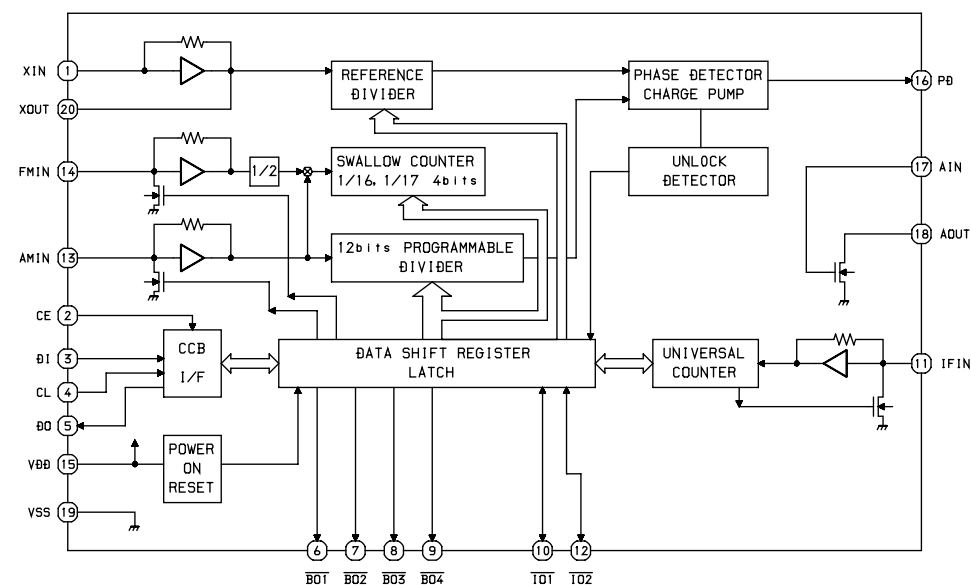 XIN 1
REFERENCE
DIVIDER
PHASE DETECTOR
CHARGE PUMP
16 PD
XOUT 20
FMIN 14
1/2
SWALLOW COUNTER
1/16, 1/17 4bits
UNLOCK
DETECTOR
17 AIN
18 AOUT
AMIN 13
12bits PROGRAMMABLE
DIVIDER
CE 2
CCB
I/F
DI 3
DATA SHIFT REGISTER
LATCH
UNIVERSAL
COUNTER
11 IFIN
CL 4
DO 5
VDD 15
POWER
ON
RESET
VSS 19
6 7 8 9 10 12
BO1 BO2 BO3 BO4 IO1 IO2